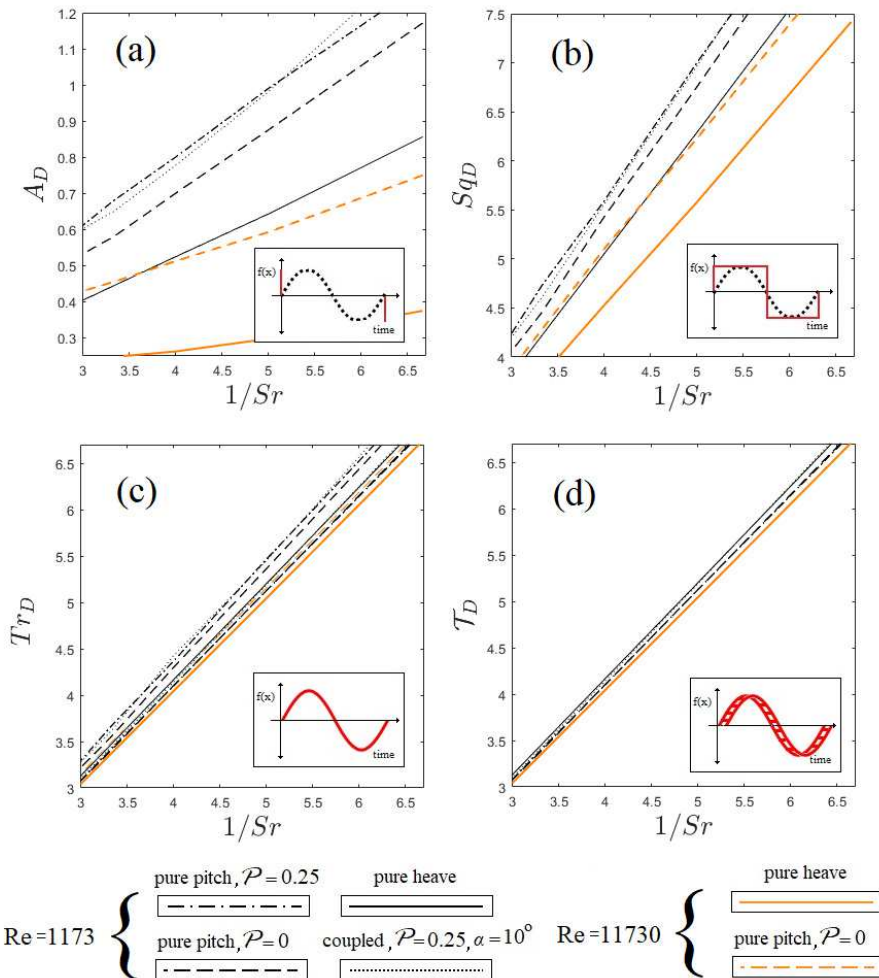 (a)
1.2
1.1
1
0.9
0.8
0.7
0.6
0.5
0.4
0.3
A_D
3 3.5 4 4.5 5 5.5 6 6.5
1/Sr
f(x)
time
(b)
7.5
7
6.5
6
5.5
5
4.5
4
Sq_D
3 3.5 4 4.5 5 5.5 6 6.5
1/Sr
f(x)
time
(c)
6.5
6
5.5
5
4.5
4
3.5
3
Tr_D
3 3.5 4 4.5 5 5.5 6 6.5
1/Sr
f(x)
time
(d)
6.5
6
5.5
5
4.5
4
3.5
3
𝒯_D
3 3.5 4 4.5 5 5.5 6 6.5
1/Sr
f(x)
time
Re =1173 {
pure pitch , 𝒫 = 0.25
pure heave
pure pitch , 𝒫 = 0
coupled , 𝒫 = 0.25, α = 10°
Re =11730 {
pure heave
pure pitch , 𝒫 = 0